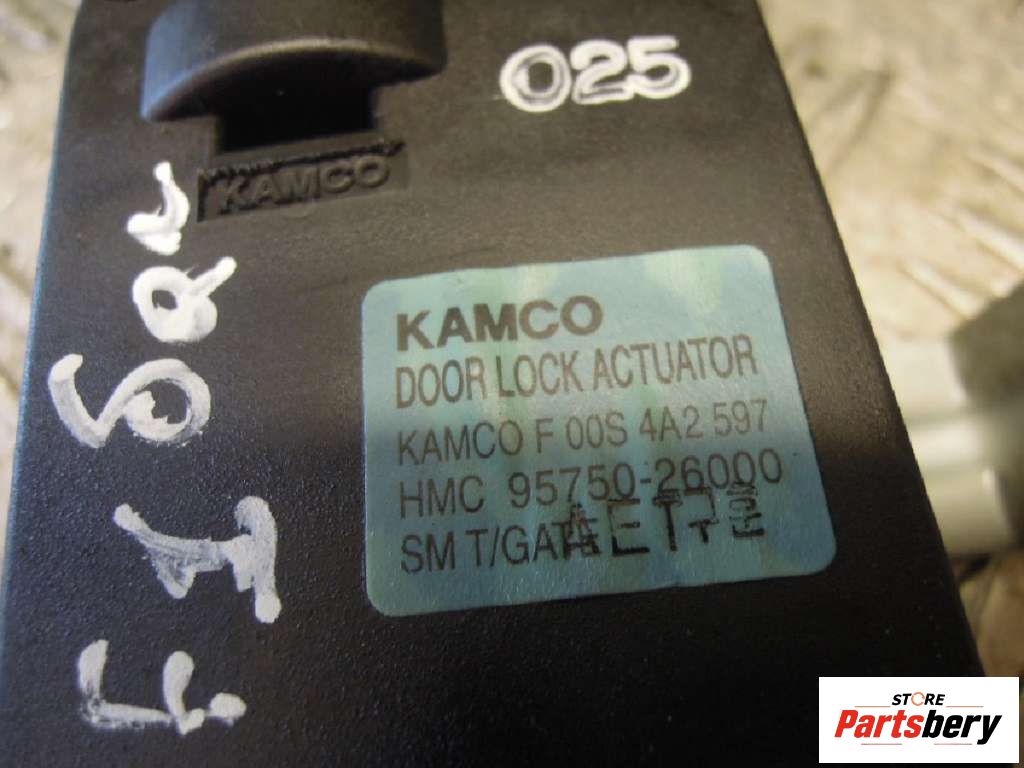 025
KAMCO
KAMCO
DOOR LOCK ACTUATOR
KAMCO F 00S 4A2 597
HMC 95750-26000
SM T/GATE
STORE
Partsbery